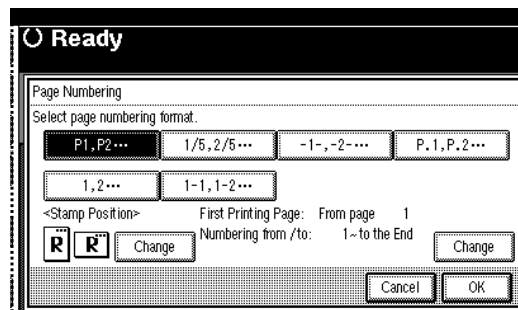 Ready
Page Numbering
Select page numbering format.
P1,P2··· 1/5,2/5··· -1-,-2-··· P.1,P.2···
1,2··· 1-1,1-2···
<Stamp Position> First Printing Page: From page 1
R R Change Numbering from /to: 1~to the End Change
Cancel OK